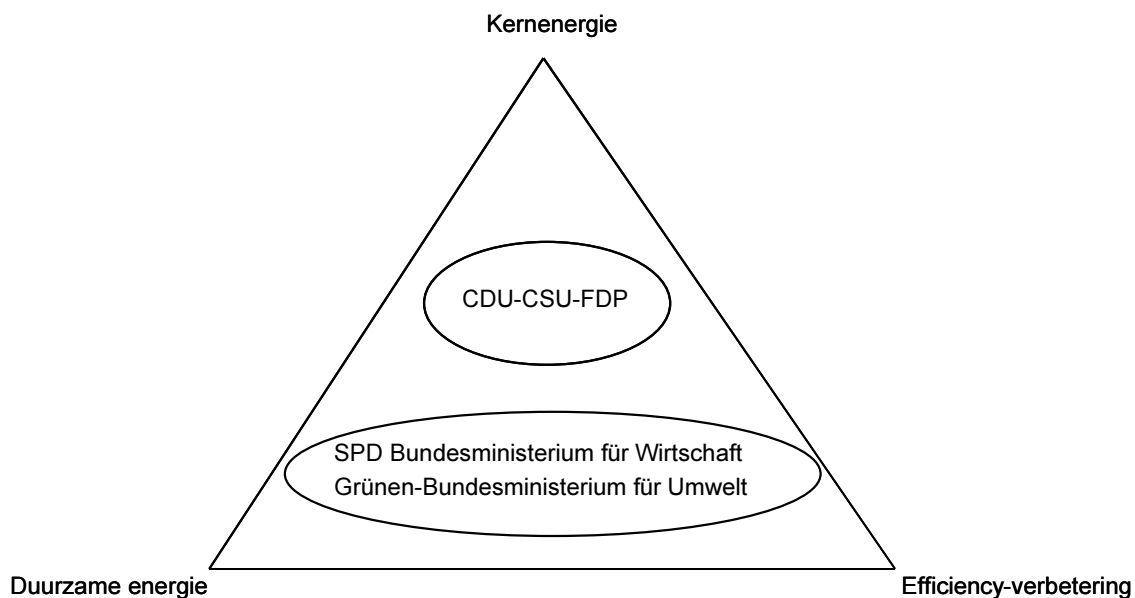 Kernenergie
CDU-CSU-FDP
SPD Bundesministerium für Wirtschaft
Grünen-Bundesministerium für Umwelt
Duurzame energie
Efficiency-verbetering